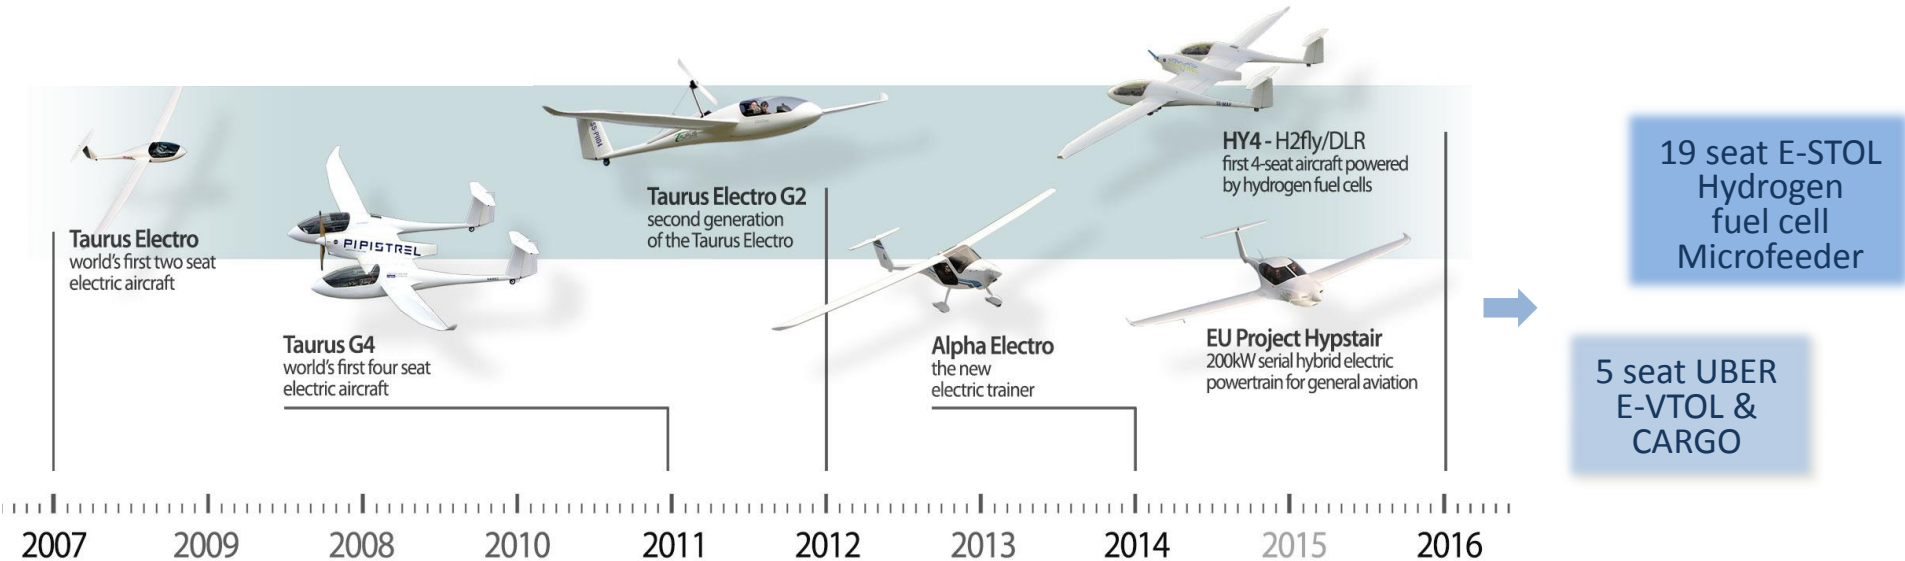 Taurus Electro
world's first two seat
electric aircraft
PIPISTREL
Taurus G4
world's first four seat
electric aircraft
Taurus Electro G2
second generation
of the Taurus Electro
Alpha Electro
the new
electric trainer
HY4 - H2fly/DLR
first 4-seat aircraft powered
by hydrogen fuel cells
EU Project Hypstair
200kW serial hybrid electric
powertrain for general aviation
19 seat E-STOL
Hydrogen
fuel cell
Microfeeder
5 seat UBER
E-VTOL &
CARGO
2007 2009 2008 2010 2011 2012 2013 2014 2015 2016